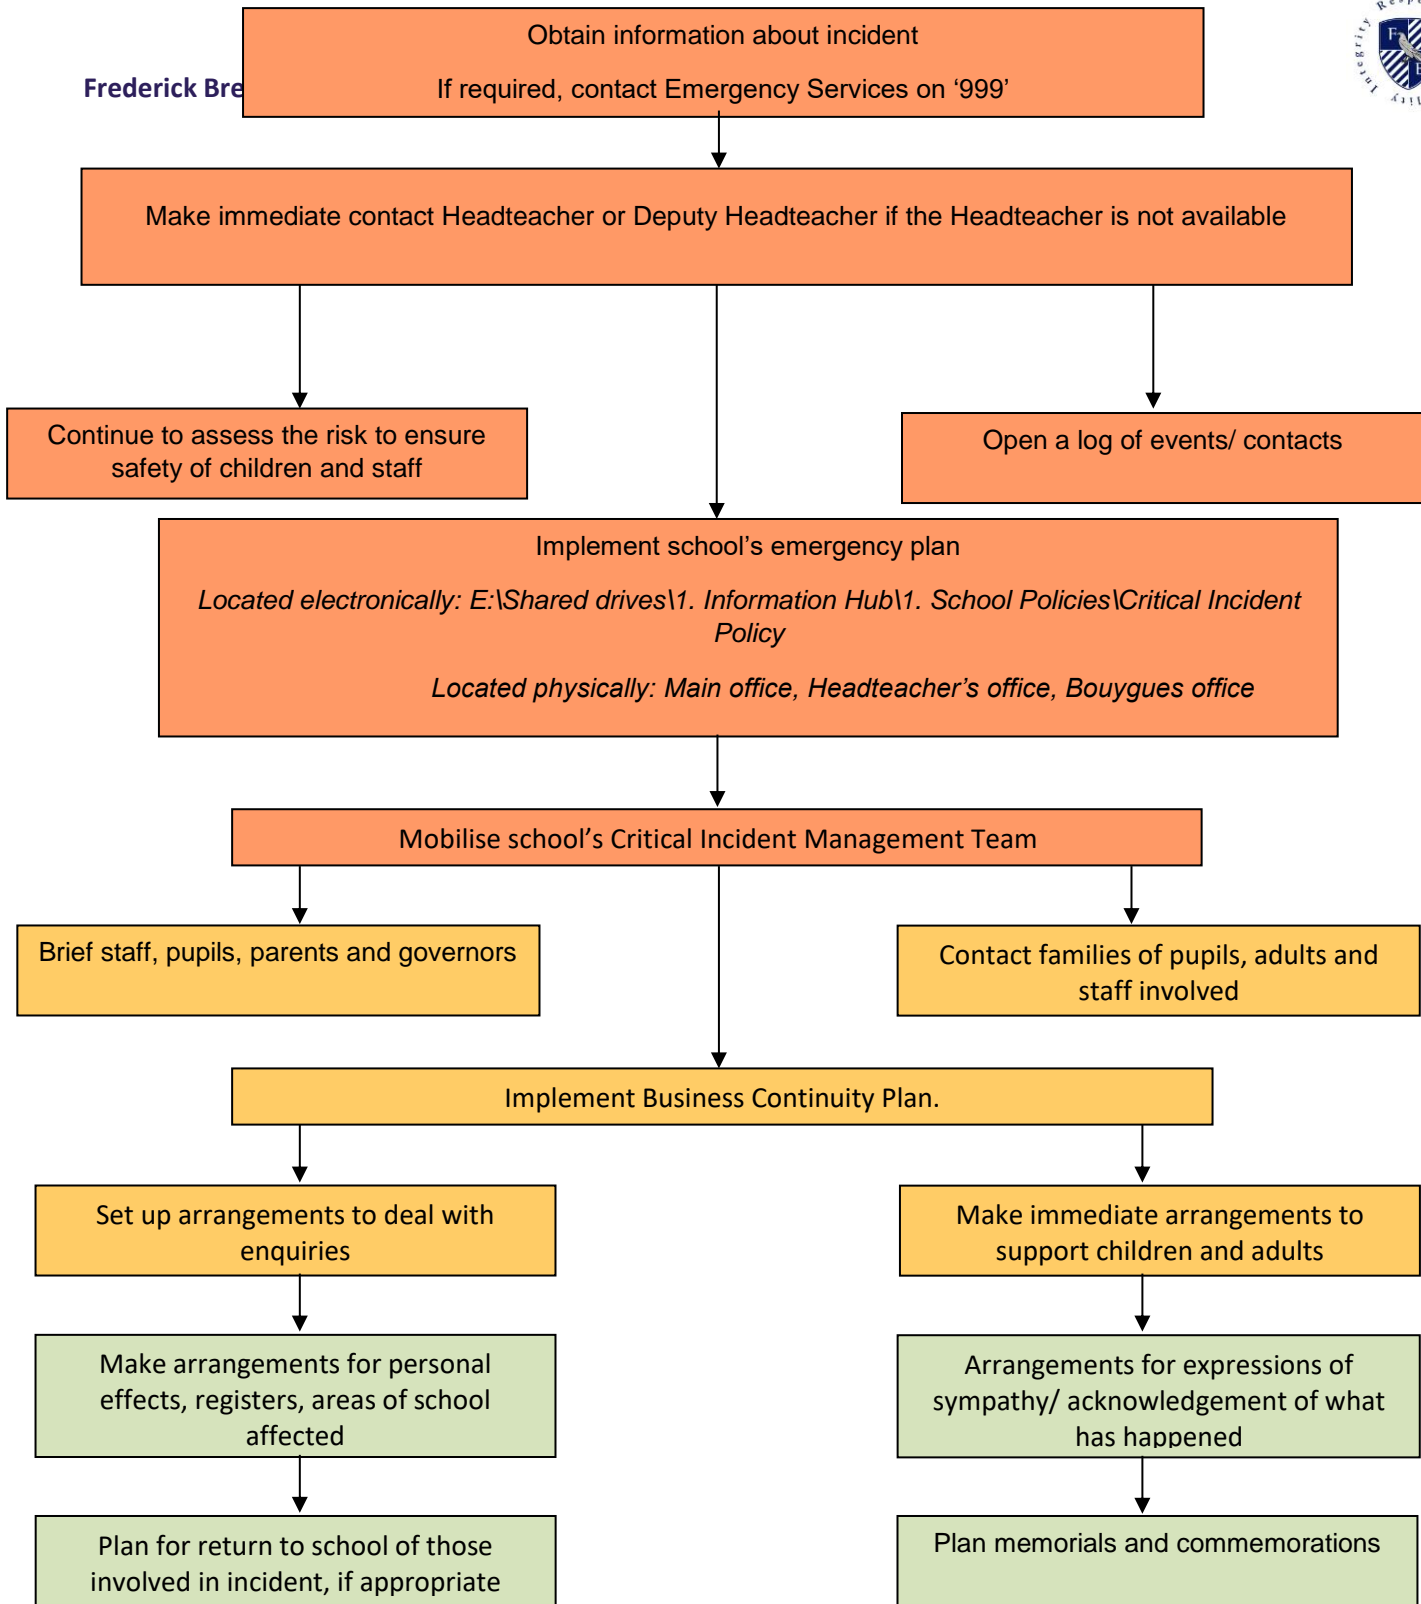 Obtain information about incident
Frederick Bre
If required, contact Emergency Services on ‘999’
Integrity
Make immediate contact Headteacher or Deputy Headteacher if the Headteacher is not available
Continue to assess the risk to ensure
safety of children and staff
Open a log of events/ contacts
Implement school’s emergency plan
Located electronically: E:\Shared drives\1. Information Hub\1. School Policies\Critical Incident
Policy
Located physically: Main office, Headteacher’s office, Bouygues office
Mobilise school’s Critical Incident Management Team
Brief staff, pupils, parents and governors
Contact families of pupils, adults and
staff involved
Implement Business Continuity Plan.
Set up arrangements to deal with
enquiries
Make immediate arrangements to
support children and adults
Make arrangements for personal
effects, registers, areas of school
affected
Arrangements for expressions of
sympathy/ acknowledgement of what
has happened
Plan for return to school of those
involved in incident, if appropriate
Plan memorials and commemorations